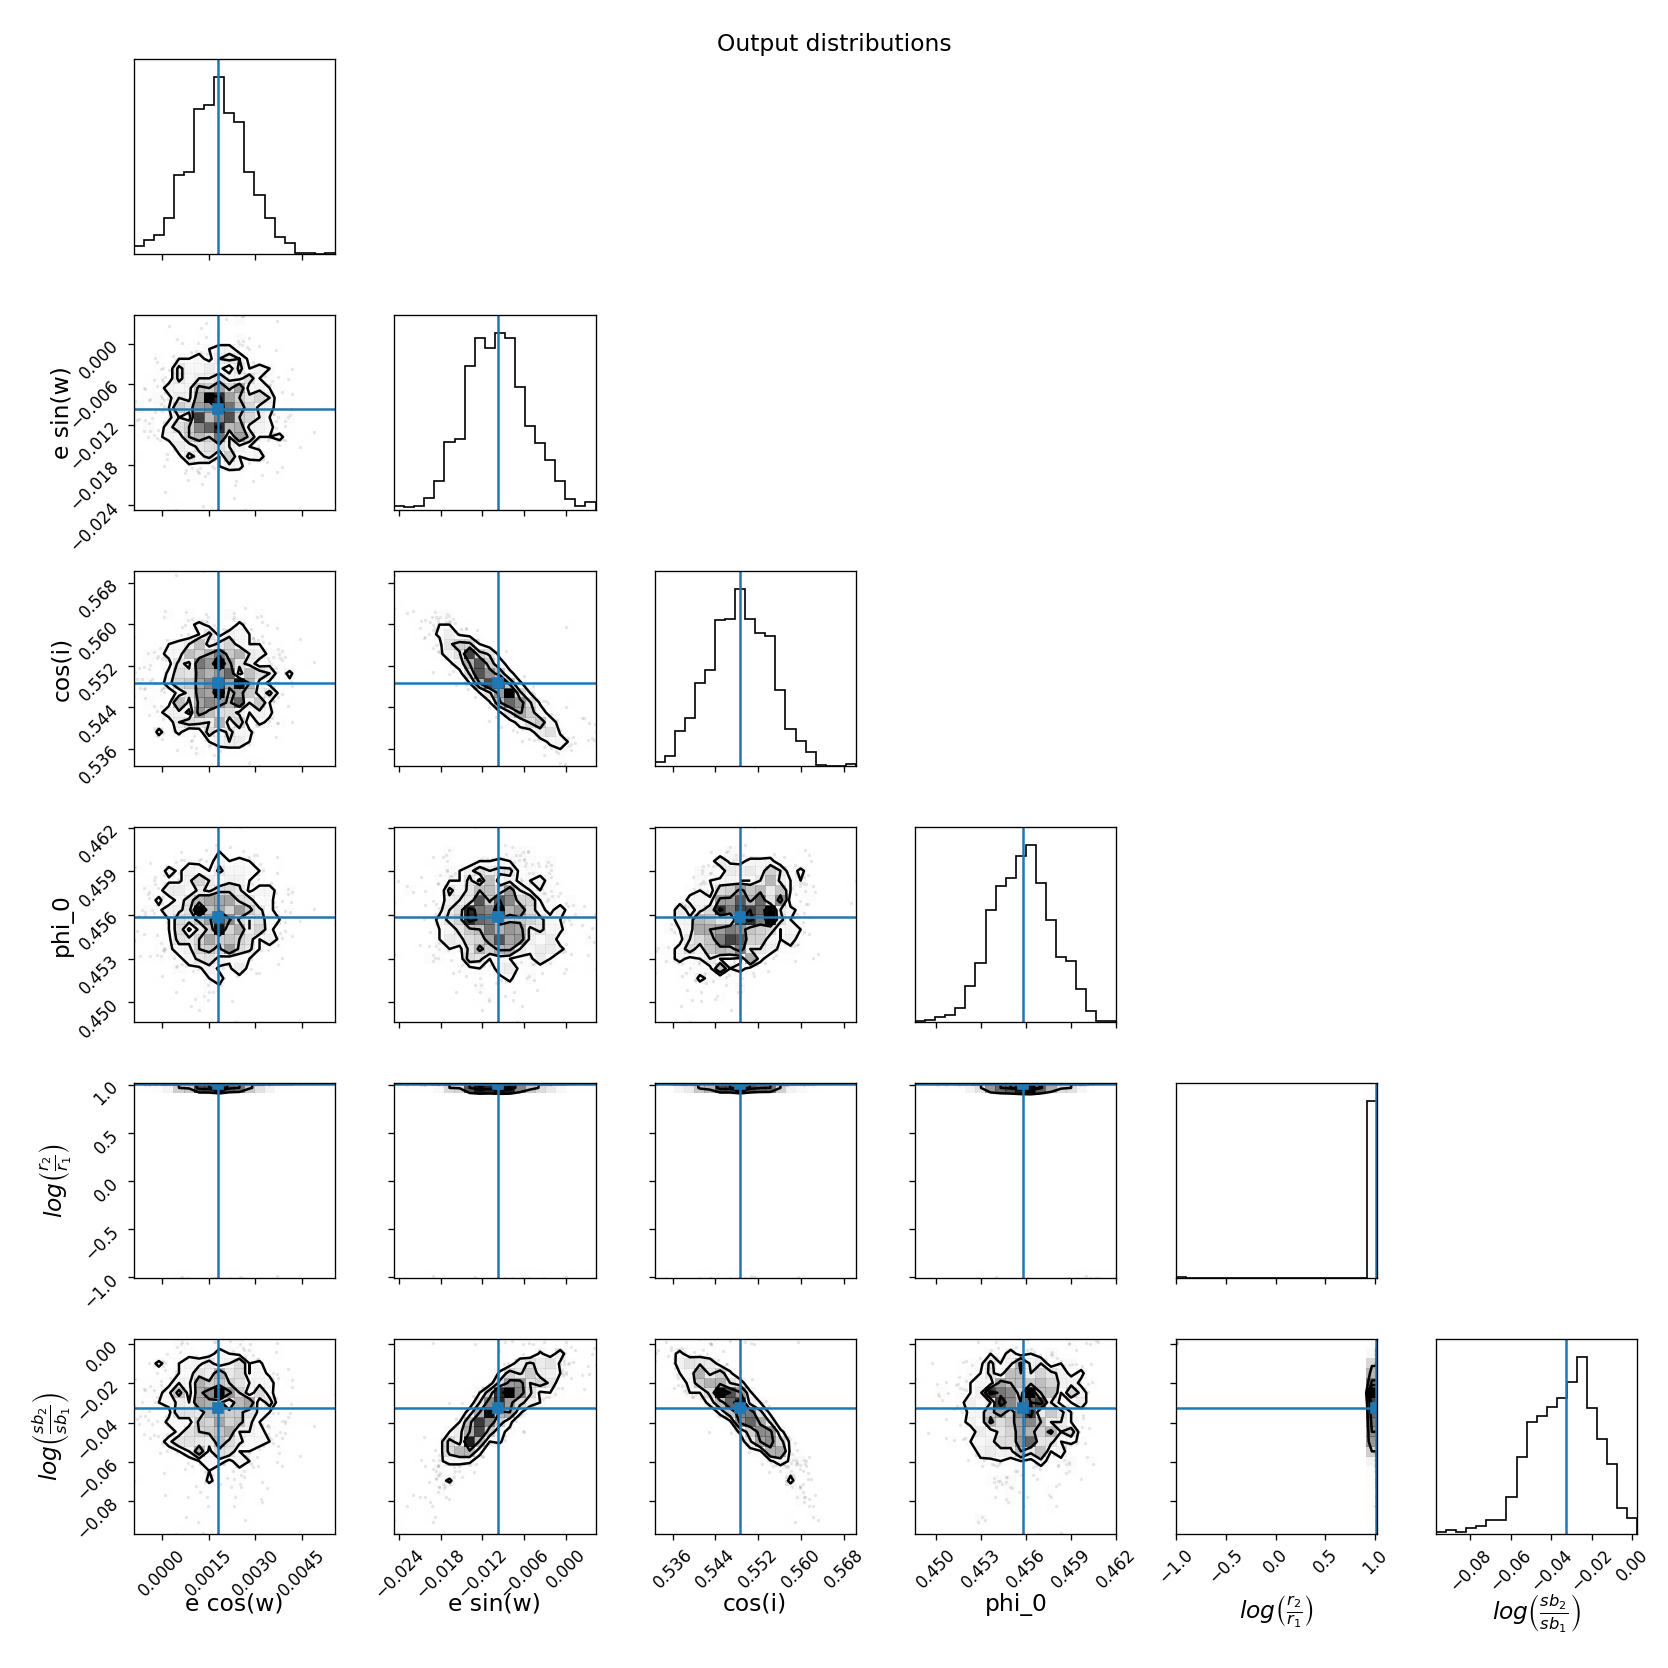 Output distributions
e sin(w)
0.000
−0.006
−0.012
−0.018
−0.024
cos(i)
0.568
0.560
0.552
0.544
0.536
phi_0
0.462
0.459
0.456
0.453
0.450
log(r2/r1)
1.0
0.5
0.0
−0.5
−1.0
log(sb2/sb1)
0.00
−0.02
−0.04
−0.06
−0.08
0.0000 0.0015 0.0030 0.0045
e cos(w)
−0.024 −0.018 −0.012 −0.006 0.000
e sin(w)
0.536 0.544 0.552 0.560 0.568
cos(i)
0.450 0.453 0.456 0.459 0.462
phi_0
−1.0 −0.5 0.0 0.5 1.0
log(r2/r1)
−0.08 −0.06 −0.04 −0.02 0.00
log(sb2/sb1)